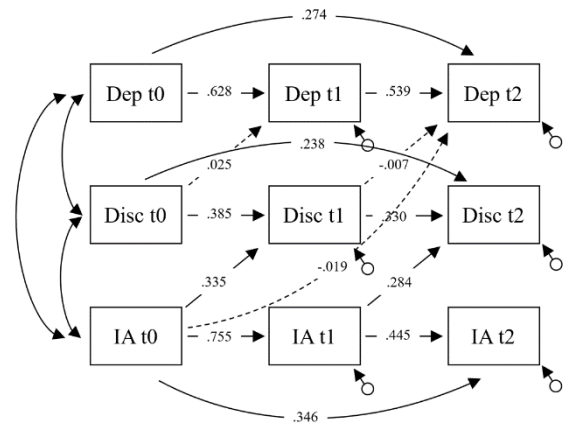 .274
Dep t0 .628 Dep t1 .539 Dep t2
.025 .238 -.007
Disc t0 .385 Disc t1 .330 Disc t2
.335 -.019 .284
IA t0 .755 IA t1 .445 IA t2
.346